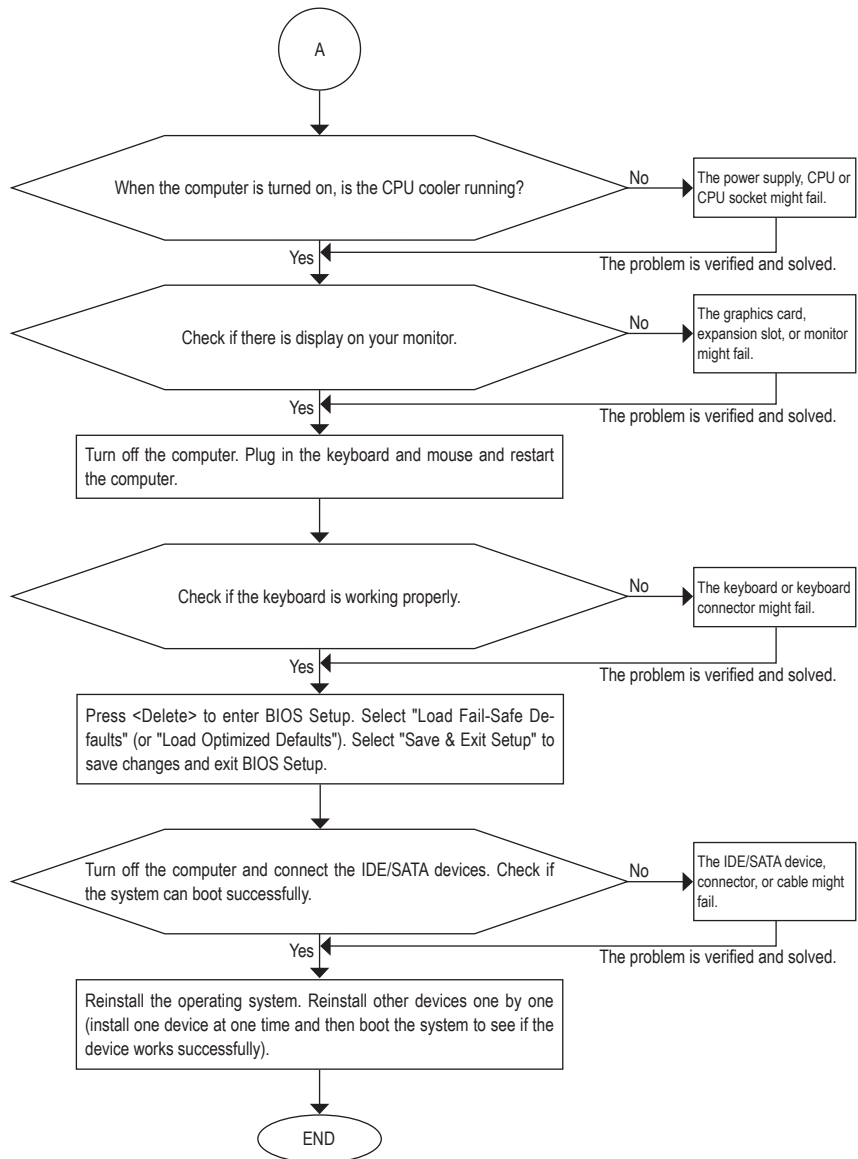 A
When the computer is turned on, is the CPU cooler running?
No
The power supply, CPU or
CPU socket might fail.
Yes
The problem is verified and solved.
Check if there is display on your monitor.
No
The graphics card,
expansion slot, or monitor
might fail.
Yes
The problem is verified and solved.
Turn off the computer. Plug in the keyboard and mouse and restart
the computer.
Check if the keyboard is working properly.
No
The keyboard or keyboard
connector might fail.
Yes
The problem is verified and solved.
Press <Delete> to enter BIOS Setup. Select "Load Fail-Safe De-
faults" (or "Load Optimized Defaults"). Select "Save & Exit Setup" to
save changes and exit BIOS Setup.
Turn off the computer and connect the IDE/SATA devices. Check if
the system can boot successfully.
No
The IDE/SATA device,
connector, or cable might
fail.
Yes
The problem is verified and solved.
Reinstall the operating system. Reinstall other devices one by one
(install one device at one time and then boot the system to see if the
device works successfully).
END